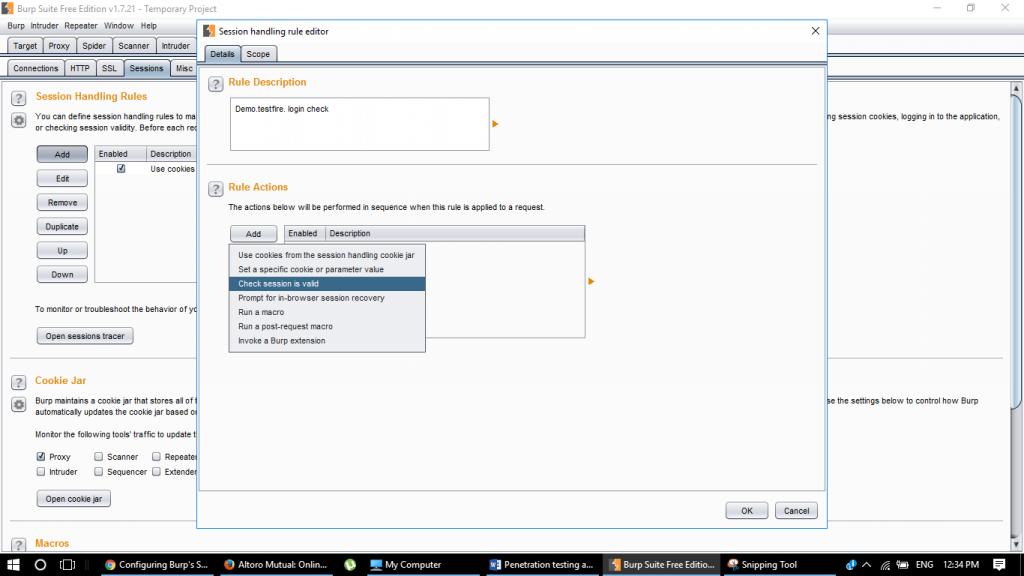 Burp Suite Free Edition v1.7.21 - Temporary Project
Burp Intruder Repeater Window Help
Target Proxy Spider Scanner Intruder
Connections HTTP SSL Sessions Misc
Session Handling Rules
You can define session handling rules to ma
ng session cookies, logging in to the application,
or checking session validity. Before each rec
Add
Enabled Description
Use cookies
Edit
Remove
Duplicate
Up
Down
To monitor or troubleshoot the behavior of yo
Open sessions tracer
Cookie Jar
Burp maintains a cookie jar that stores all of t
se the settings below to control how Burp
automatically updates the cookie jar based o
Monitor the following tools' traffic to update t
Proxy Scanner Repeate
Intruder Sequencer Extende
Open cookie jar
Macros
Session handling rule editor
Details Scope
Rule Description
Demo.testfire. login check
Rule Actions
The actions below will be performed in sequence when this rule is applied to a request.
Add
Enabled Description
Use cookies from the session handling cookie jar
Set a specific cookie or parameter value
Check session is valid
Prompt for in-browser session recovery
Run a macro
Run a post-request macro
Invoke a Burp extension
OK Cancel
Configuring Burp's S...
Altoro Mutual: Onlin...
My Computer
Penetration testing a...
Burp Suite Free Editio...
Snipping Tool
ENG 12:34 PM